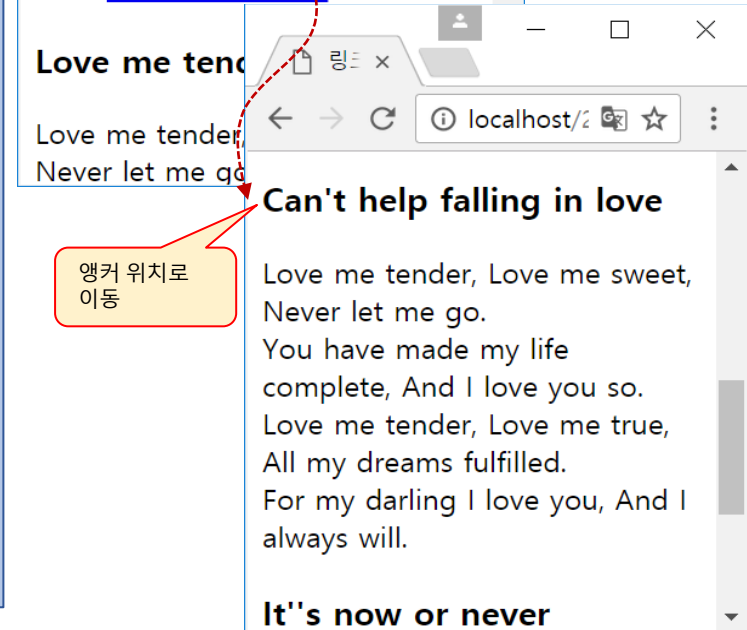 Love me tend
Love me tender,
Never let me go
링크
localhost/2
Can't help falling in love
앵커 위치로
이동
Love me tender, Love me sweet,
Never let me go.
You have made my life
complete, And I love you so.
Love me tender, Love me true,
All my dreams fulfilled.
For my darling I love you, And I
always will.
It''s now or never